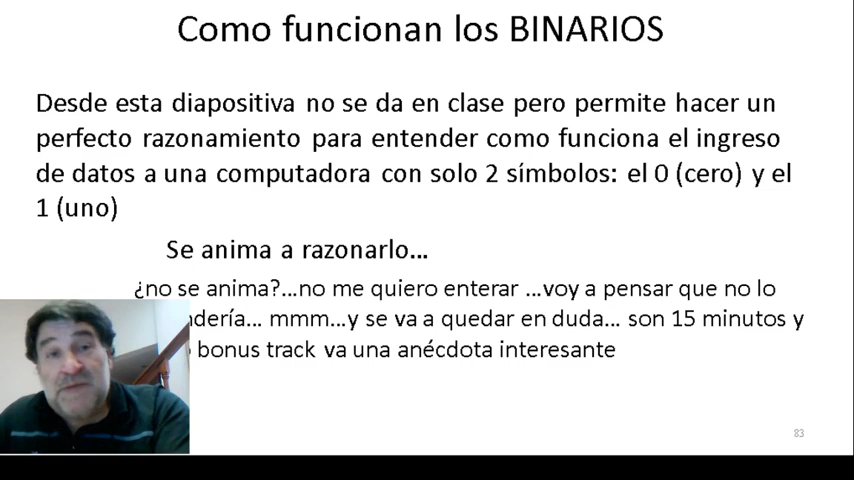 Como funcionan los BINARIOS
Desde esta diapositiva no se da en clase pero permite hacer un
perfecto razonamiento para entender como funciona el ingreso
de datos a una computadora con solo 2 símbolos: el 0 (cero) y el
1 (uno)
Se anima a razonarlo...
¿no se anima?...no me quiero enterar ...voy a pensar que no lo
mmm...y se va a quedar en duda... son 15 minutos y
bonus track va una anécdota interesante
83